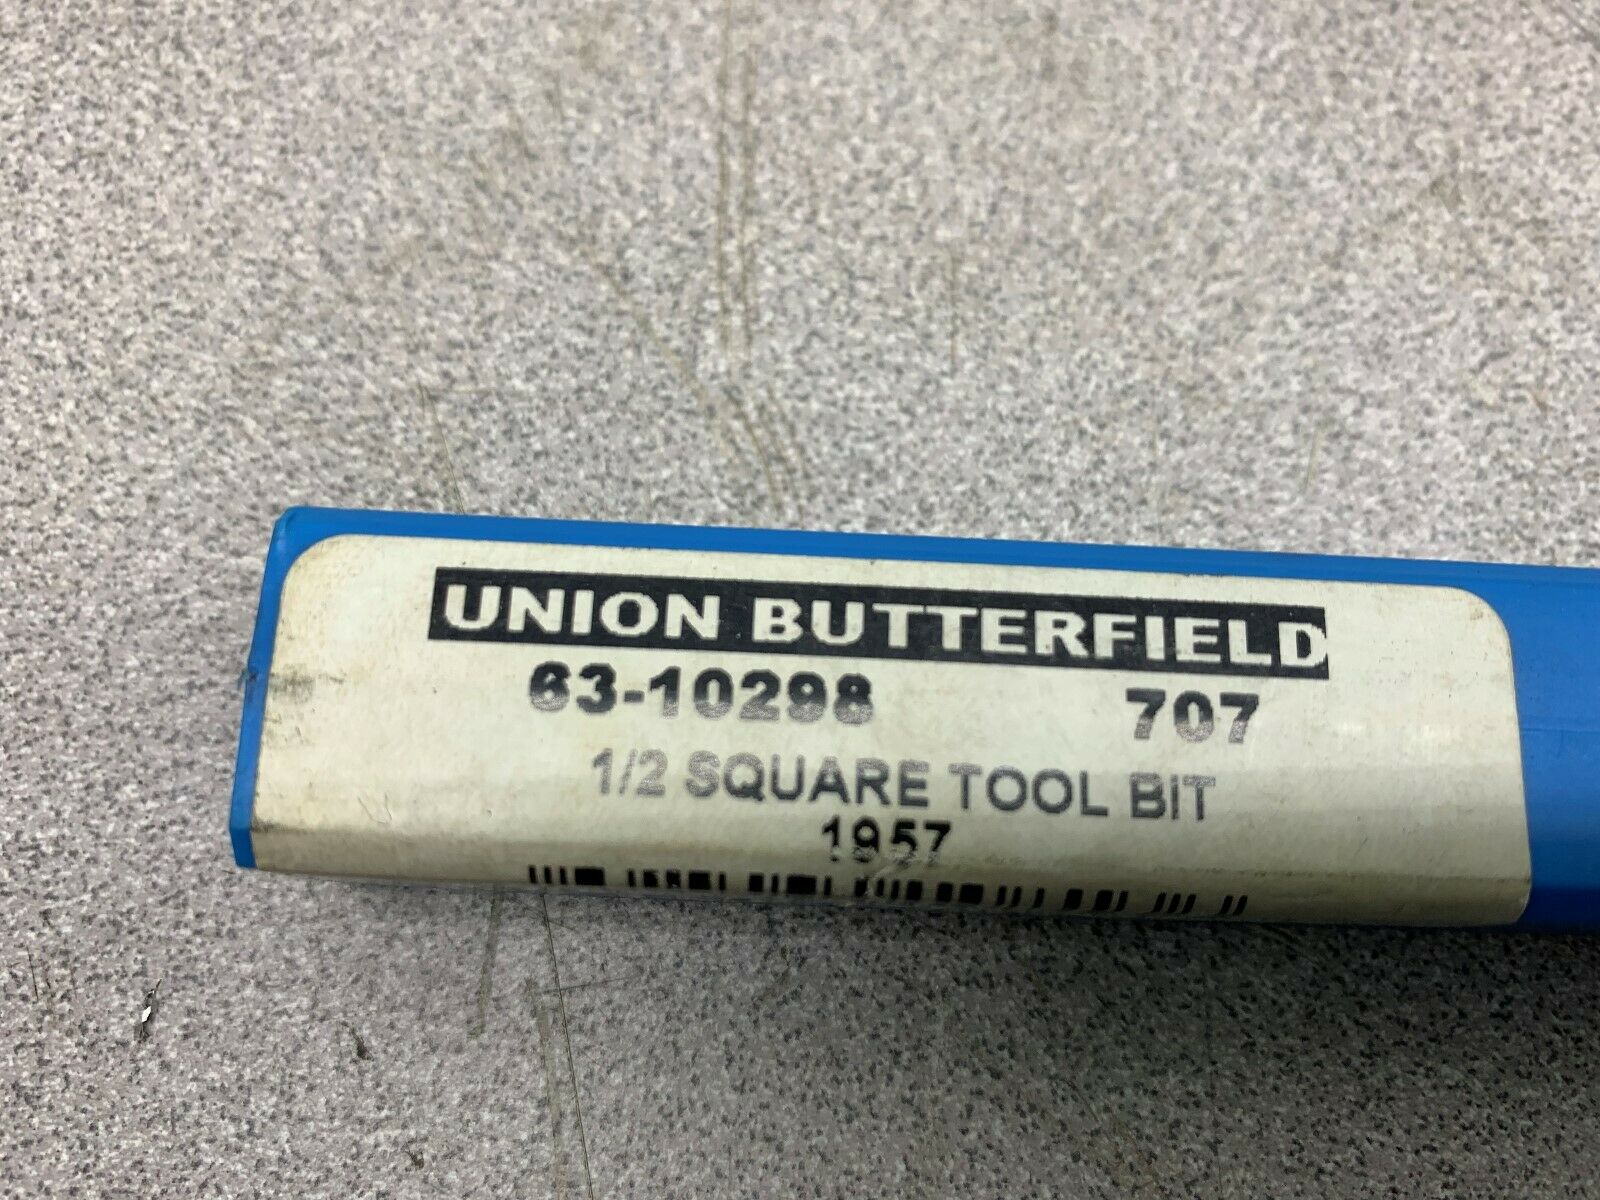 UNION BUTTERFIELD
63-10298 707
1/2 SQUARE TOOL BIT
1957